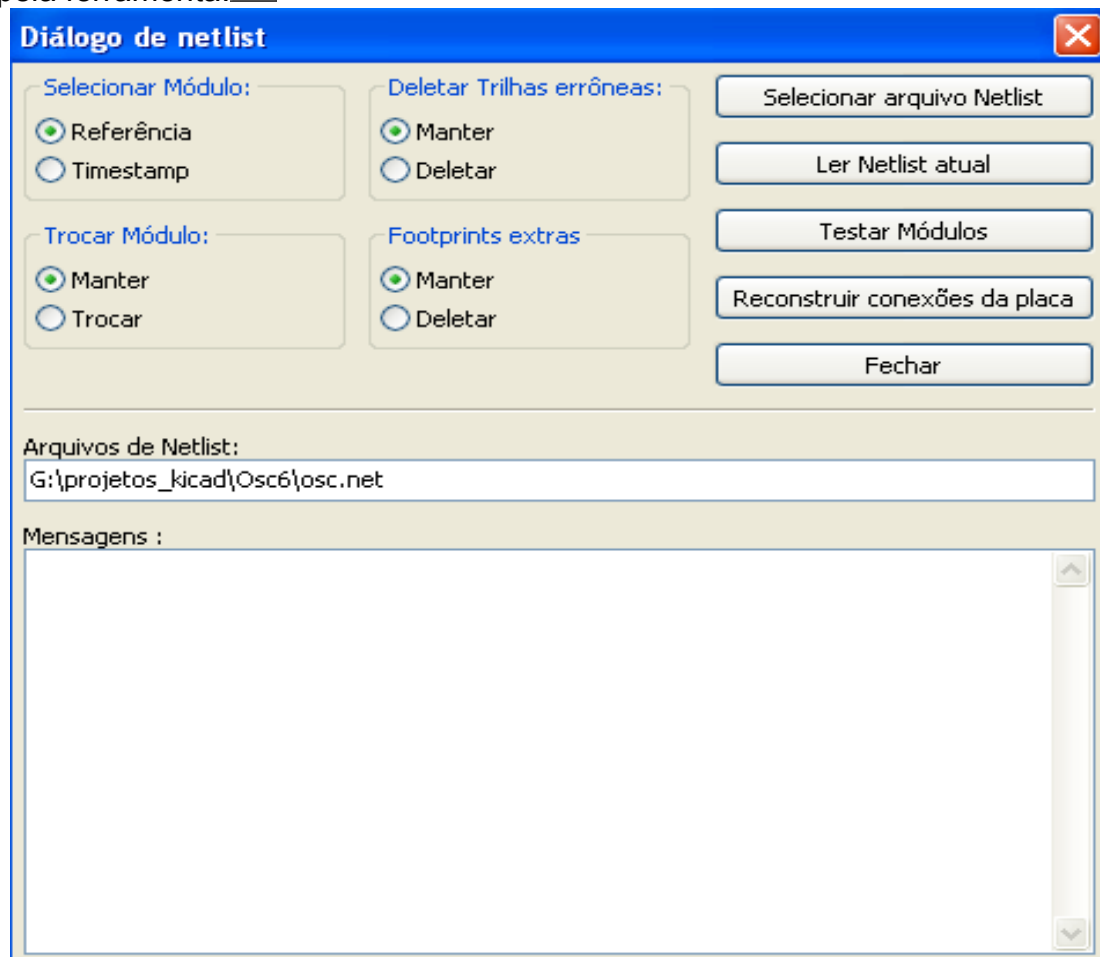 pela ferramenta.
Diálogo de netlist
Selecionar Módulo:
Referência
Timestamp
Deletar Trilhas errôneas:
Manter
Deletar
Selecionar arquivo Netlist
Ler Netlist atual
Trocar Módulo:
Manter
Trocar
Footprints extras
Manter
Deletar
Testar Módulos
Reconstruir conexões da placa
Fechar
Arquivos de Netlist:
G:\projetos_kicad\Osc6\osc.net
Mensagens :